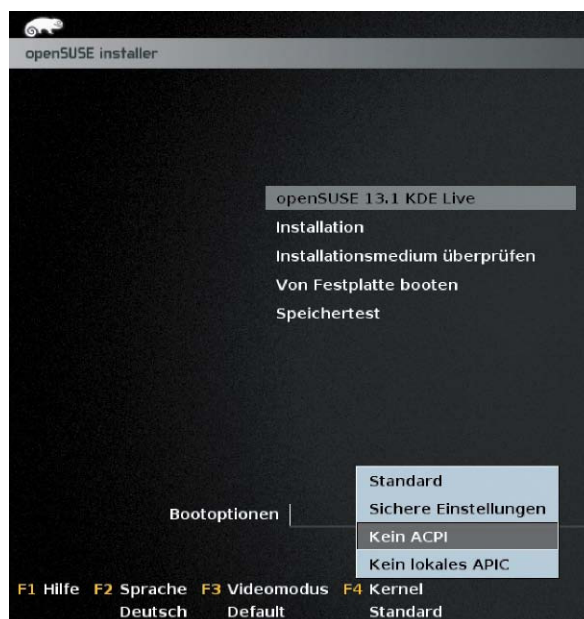 openSUSE installer
openSUSE 13.1 KDE Live
Installation
Installationsmedium überprüfen
Von Festplatte booten
Speichertest
Standard
Sichere Einstellungen
Kein ACPI
Kein lokales APIC
Bootoptionen
F1 Hilfe F2 Sprache F3 Videomodus F4 Kernel
Deutsch Default Standard